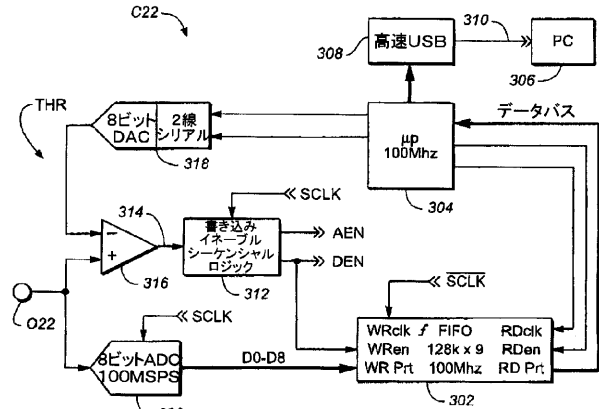 C22
308
高速USB
310
PC
306
THR
8ビット
DAC
2線
シリアル
318
μp
100Mhz
304
データバス
SCLK
314
書き込み
イネーブル
シーケンシャル
ロジック
312
AEN
DEN
−
+
316
SCLK
O22
SCLK
8ビットADC
100MSPS
D0-D8
WRclk ƒ FIFO RDclk
WRen 128k x 9 RDen
WR Prt 100Mhz RD Prt
302